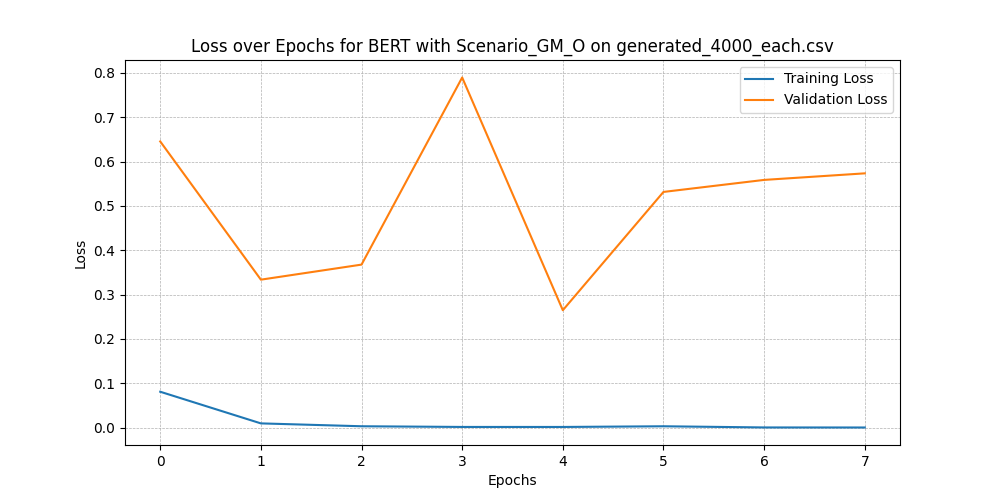 Loss over Epochs for BERT with Scenario_GM_O on generated_4000_each.csv
Training Loss
Validation Loss
0.8
0.7
0.6
0.5
0.4
0.3
0.2
0.1
0.0
Loss
0 1 2 3 4 5 6 7
Epochs